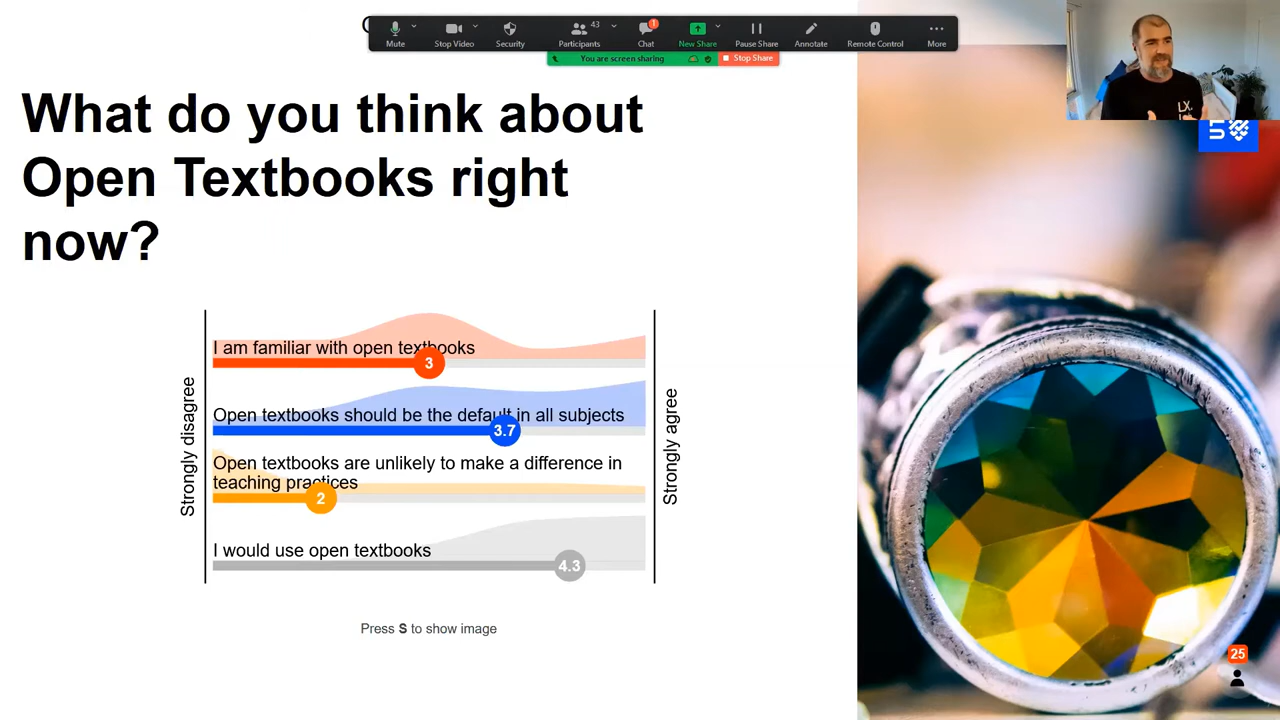 43
1
Mute
Stop Video
Security
Participants
Chat
New Share
Pause Share
Annotate
Remote Control
More
You are screen sharing
Stop Share
LX.
What do you think about
Open Textbooks right
now?
Strongly disagree
I am familiar with open textbooks
3
Open textbooks should be the default in all subjects
3.7
Open textbooks are unlikely to make a difference in
teaching practices
2
I would use open textbooks
4.3
Strongly agree
Press S to show image
25